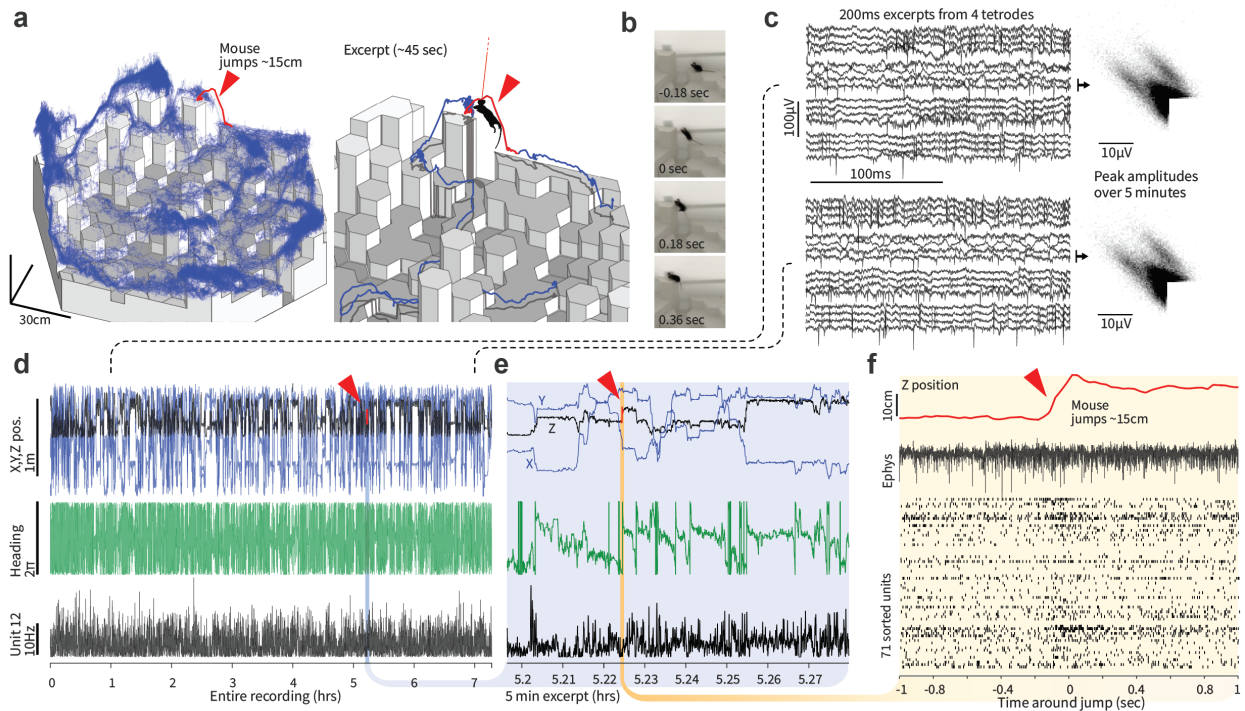 a
Mouse
jumps ~15cm
30cm
Excerpt (~45 sec)
b
-0.18 sec
0 sec
0.18 sec
0.36 sec
c
200ms excerpts from 4 tetrodes
100μV
100ms
10μV
Peak amplitudes
over 5 minutes
10μV
d
X,Y,Z pos.
1m
Heading
2π
Unit 12
10Hz
0 1 2 3 4 5 6 7
Entire recording (hrs)
e
Y
Z
X
5.2 5.21 5.22 5.23 5.24 5.25 5.26 5.27
5 min excerpt (hrs)
f
Z position
10cm
Mouse
jumps ~15cm
Ephys
71 sorted units
-1 -0.8 -0.4 0 0.4 0.8 1
Time around jump (sec)